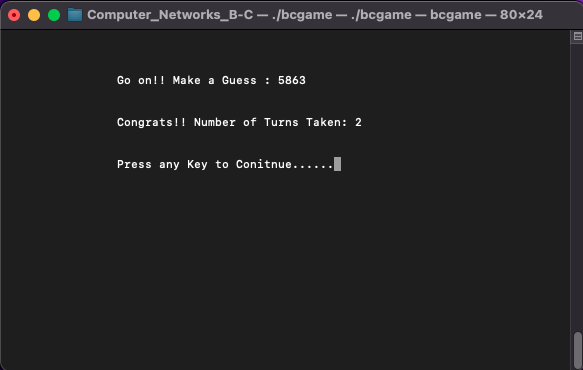 Computer_Networks_B-C — ./bcgame — ./bcgame — bcgame — 80×24
Go on!! Make a Guess : 5863
Congrats!! Number of Turns Taken: 2
Press any Key to Conitnue......